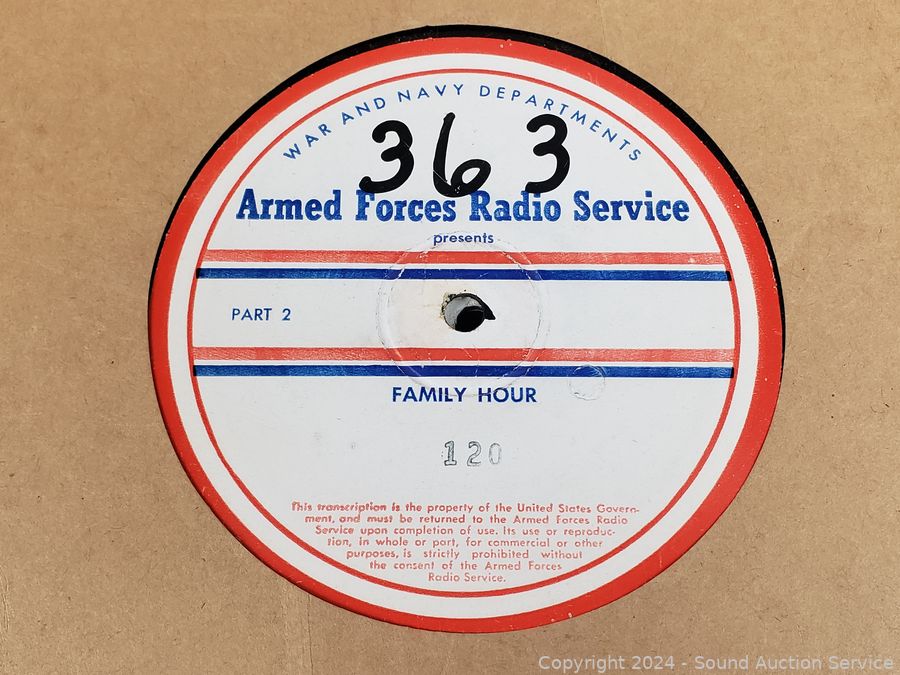 WAR AND NAVY DEPARTMENTS
363
Armed Forces Radio Service
presents
PART 2
FAMILY HOUR
120
This transcription is the property of the United States Govern-
ment, and must be returned to the Armed Forces Radio
Service upon completion of use. Its use or reproduc-
tion, in whole or part, for commercial or other
purposes, is strictly prohibited without
the consent of the Armed Forces
Radio Service.
Copyright 2024 - Sound Auction Service